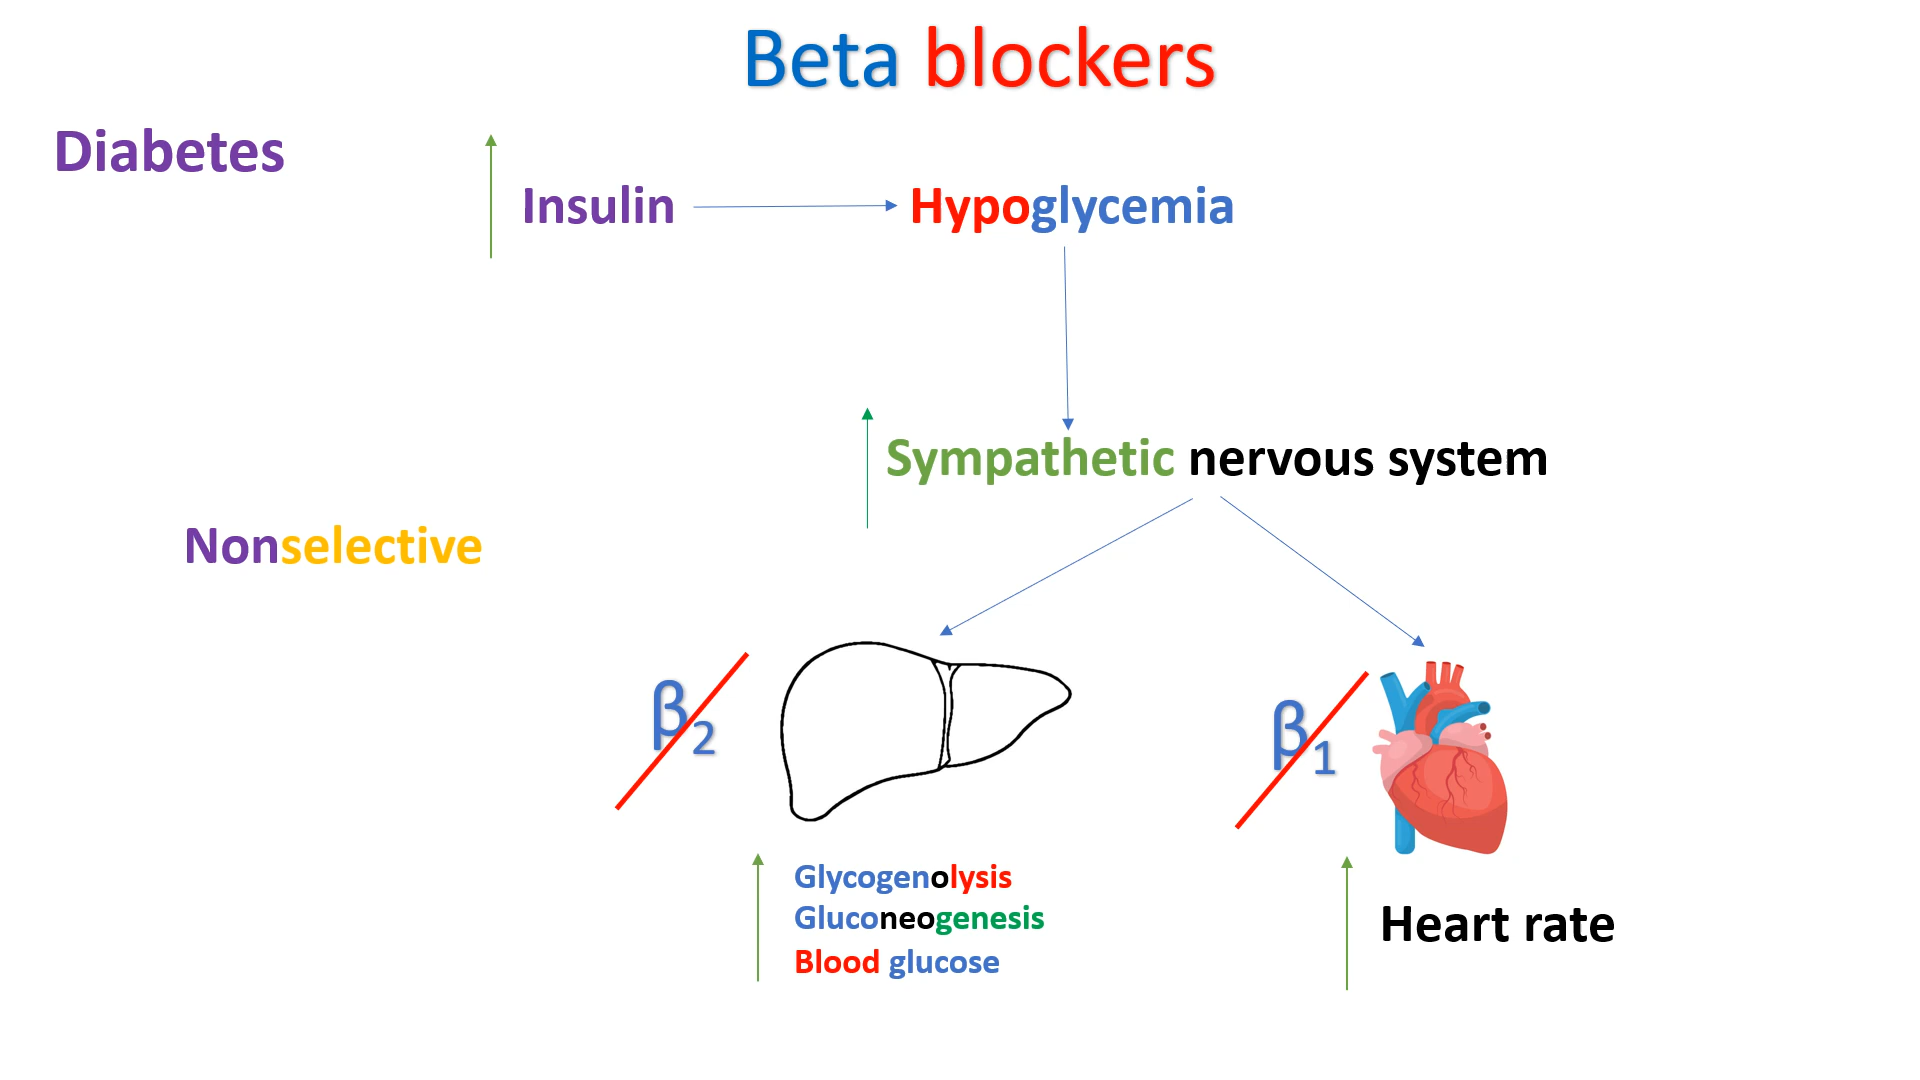 Beta blockers
Diabetes
Insulin
Hypoglycemia
Sympathetic nervous system
Nonselective
β2
β1
Glycogenolysis
Gluconeogenesis
Blood glucose
Heart rate